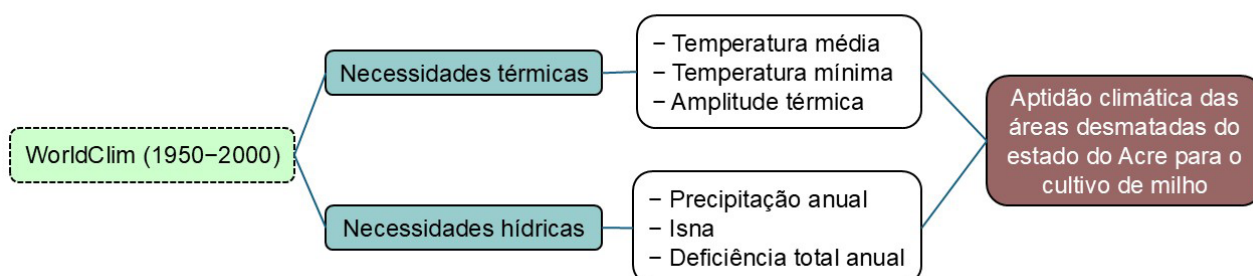 WorldClim (1950−2000)
Necessidades térmicas
− Temperatura média
− Temperatura mínima
− Amplitude térmica
Necessidades hídricas
− Precipitação anual
− Isna
− Deficiência total anual
Aptidão climática das
áreas desmatadas do
estado do Acre para o
cultivo de milho